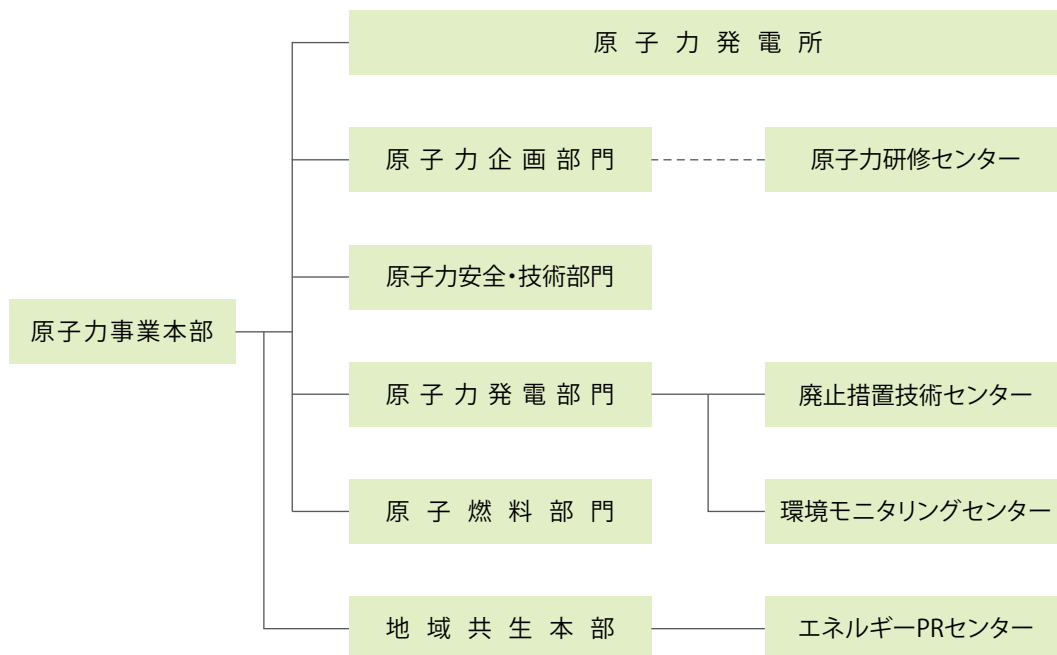 原子力発電所
原子力企画部門
原子力研修センター
原子力安全・技術部門
原子力事業本部
原子力発電部門
廃止措置技術センター
原子燃料部門
環境モニタリングセンター
地域共生本部
エネルギーPRセンター